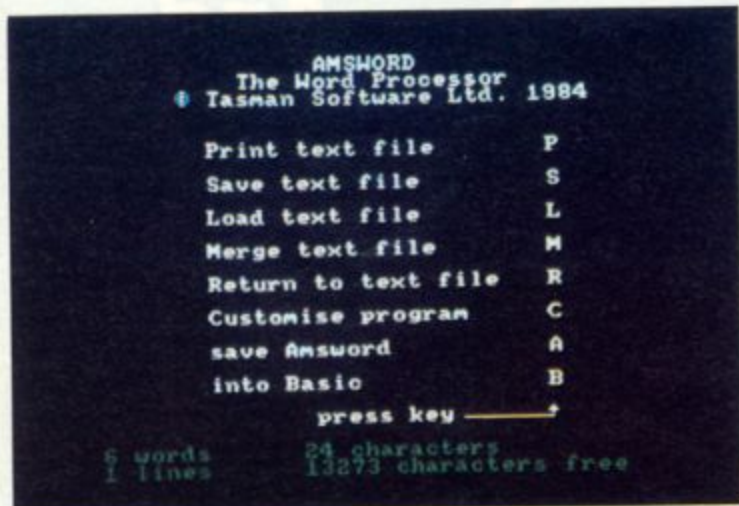 AMSWORD
The Word Processor
© Tasman Software Ltd. 1984
Print text file P
Save text file S
Load text file L
Merge text file M
Return to text file R
Customise program C
save Amsword A
into Basic B
press key
6 words 24 characters
1 lines 13273 characters free